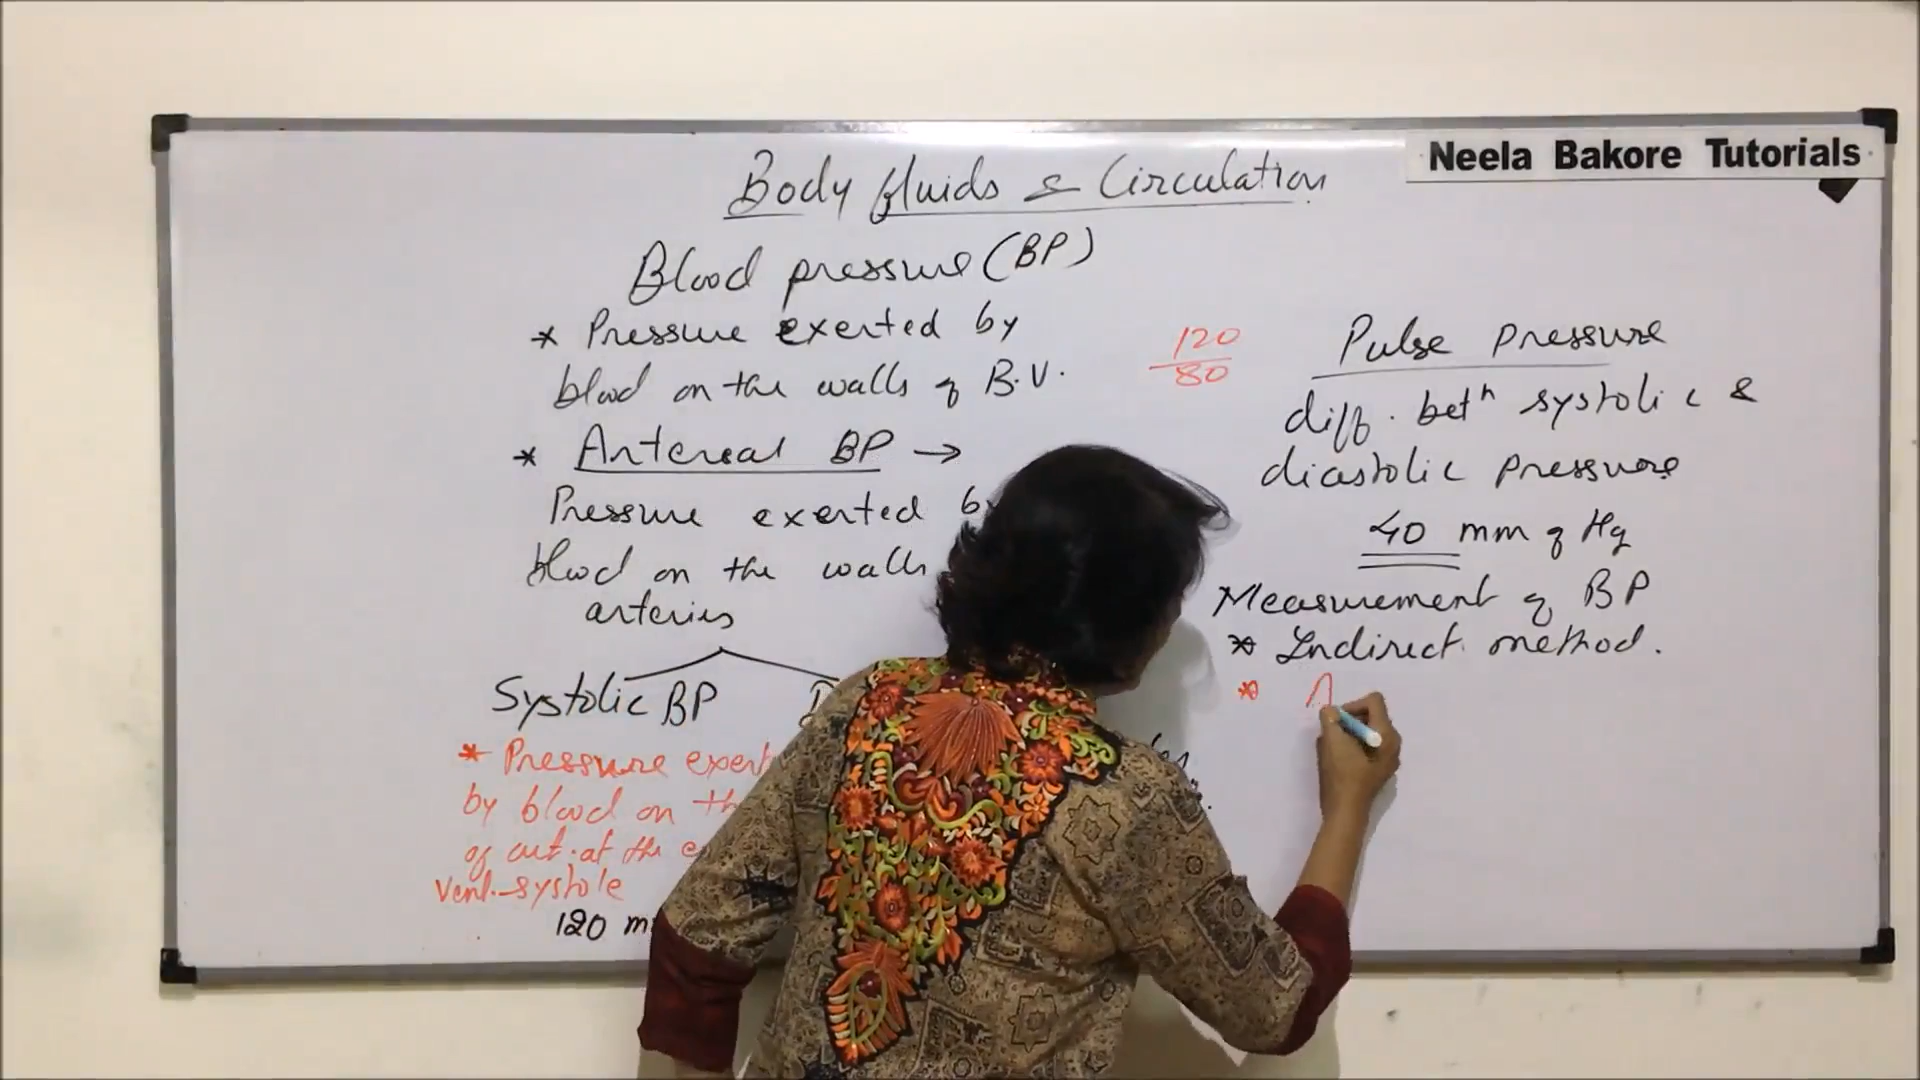 Neela Bakore Tutorials
Body fluids & Circulation
Blood pressure (BP)
* Pressure exerted by
blood on the walls of B.V.
* Artereal BP →
Pressure exerted by
blood on the walls
arteries
Systolic BP
* Pressure exert
by blood on th
of art. at the e
vent. systole
120 m
120
80
Pulse pressure
diff. betn systolic &
diastolic pressure
40 mm of Hg
Measurement of BP
* Indirect method.
*